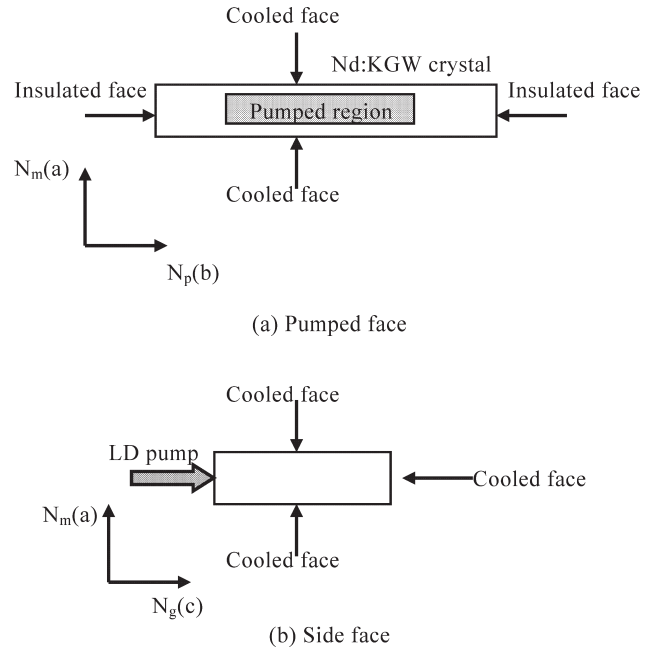 Cooled face
Nd:KGW crystal
Insulated face
Insulated face
Pumped region
Nm(a)
Cooled face
Np(b)
(a) Pumped face
Cooled face
LD pump
Cooled face
Nm(a)
Cooled face
Ng(c)
(b) Side face